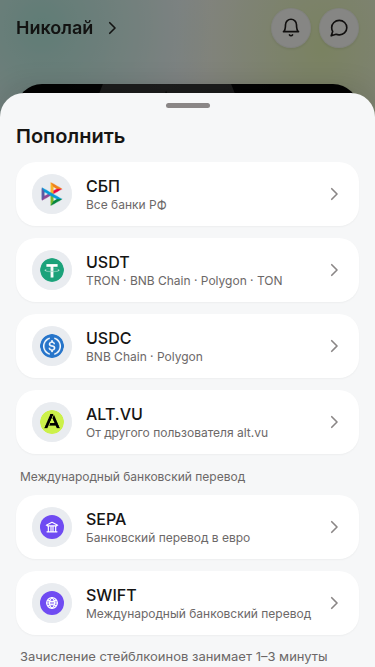 Николай
Пополнить
СБП
Все банки РФ
USDT
TRON · BNB Chain · Polygon · TON
USDC
BNB Chain · Polygon
ALT.VU
От другого пользователя alt.vu
Международный банковский перевод
SEPA
Банковский перевод в евро
SWIFT
Международный банковский перевод
Зачисление стейблкоинов занимает 1–3 минуты